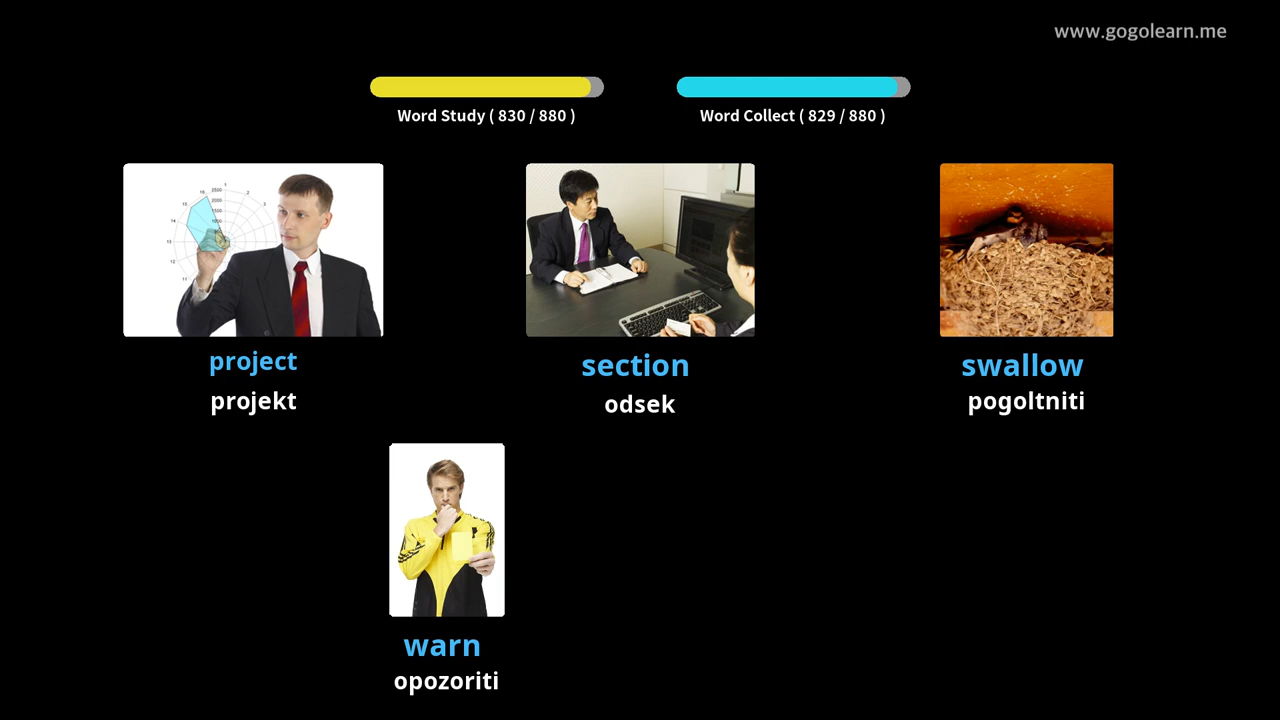 www.gogolearn.me
Word Study ( 830 / 880 )
Word Collect ( 829 / 880 )
project
projekt
section
odsek
swallow
pogoltniti
warn
opozoriti